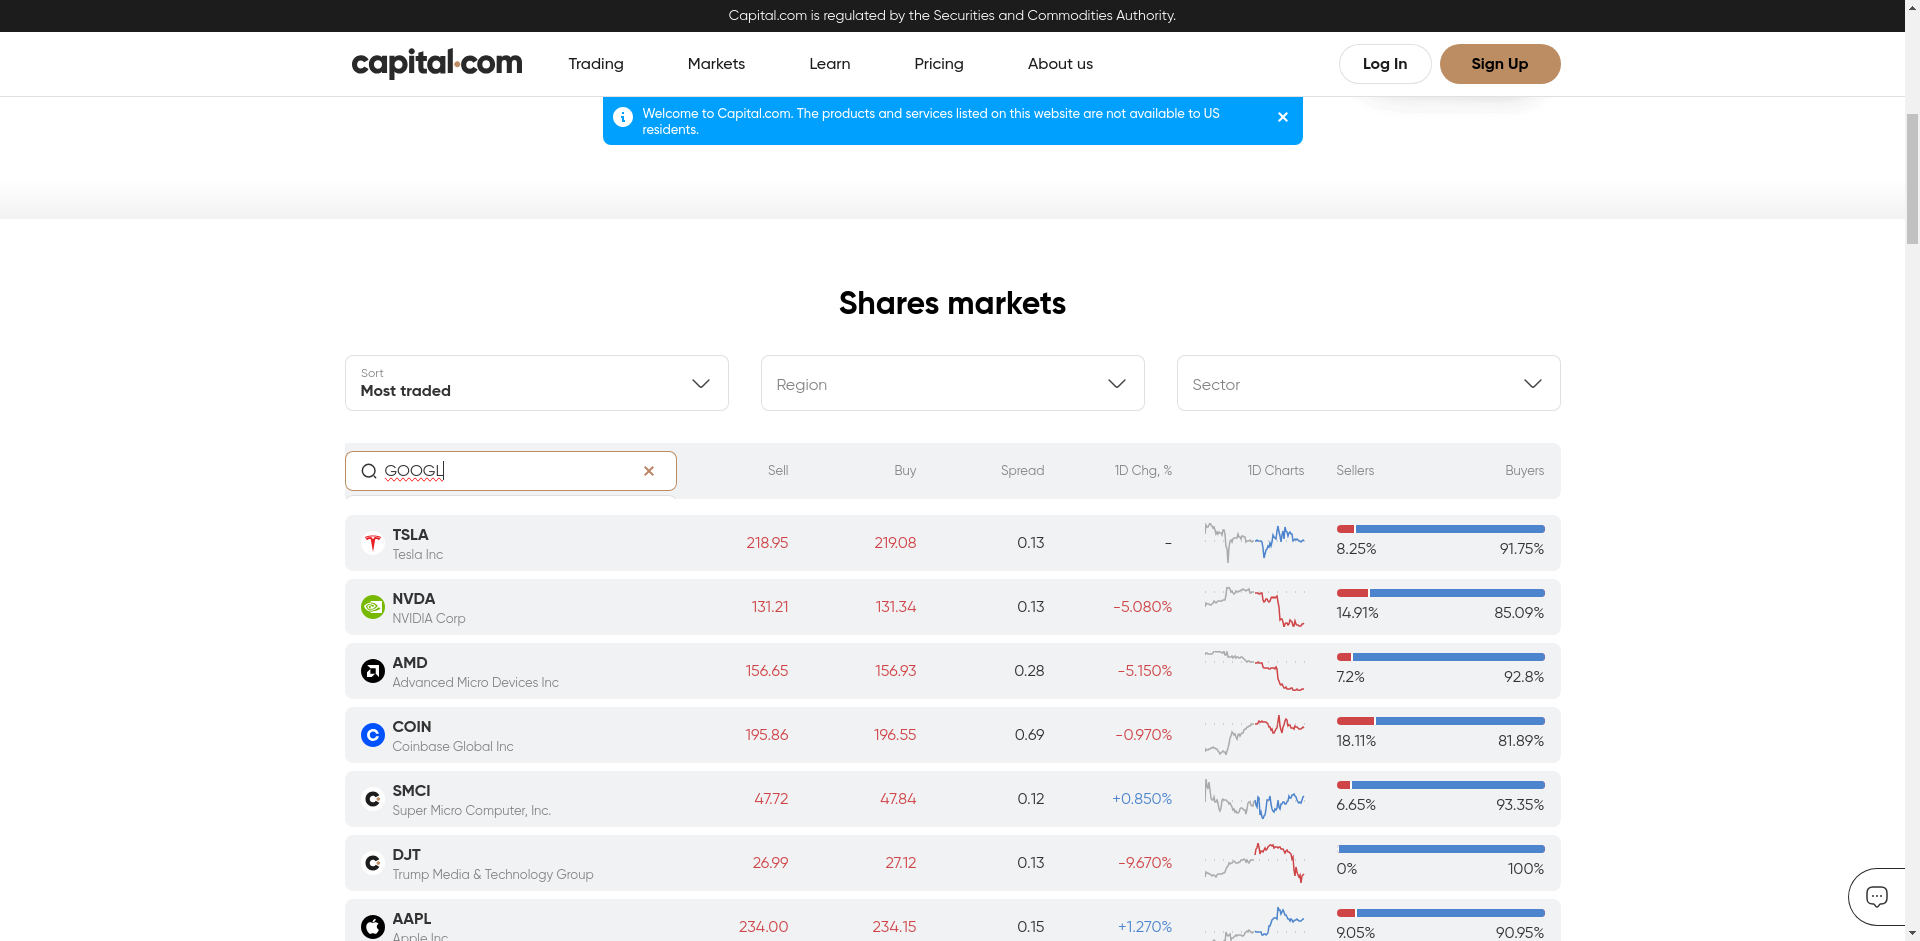 Capital.com is regulated by the Securities and Commodities Authority.
capital.com
Trading
Markets
Learn
Pricing
About us
Log In
Sign Up
Welcome to Capital.com. The products and services listed on this website are not available to US
residents.
Shares markets
Sort
Most traded
Region
Sector
GOOGL
Sell
Buy
Spread
1D Chg, %
1D Charts
Sellers
Buyers
TSLA
Tesla Inc
218.95
219.08
0.13
-
8.25%
91.75%
NVDA
NVIDIA Corp
131.21
131.34
0.13
-5.080%
14.91%
85.09%
AMD
Advanced Micro Devices Inc
156.65
156.93
0.28
-5.150%
7.2%
92.8%
COIN
Coinbase Global Inc
195.86
196.55
0.69
-0.970%
18.11%
81.89%
SMCI
Super Micro Computer, Inc.
47.72
47.84
0.12
+0.850%
6.65%
93.35%
DJT
Trump Media & Technology Group
26.99
27.12
0.13
-9.670%
0%
100%
AAPL
Apple Inc
234.00
234.15
0.15
+1.270%
9.05%
90.95%